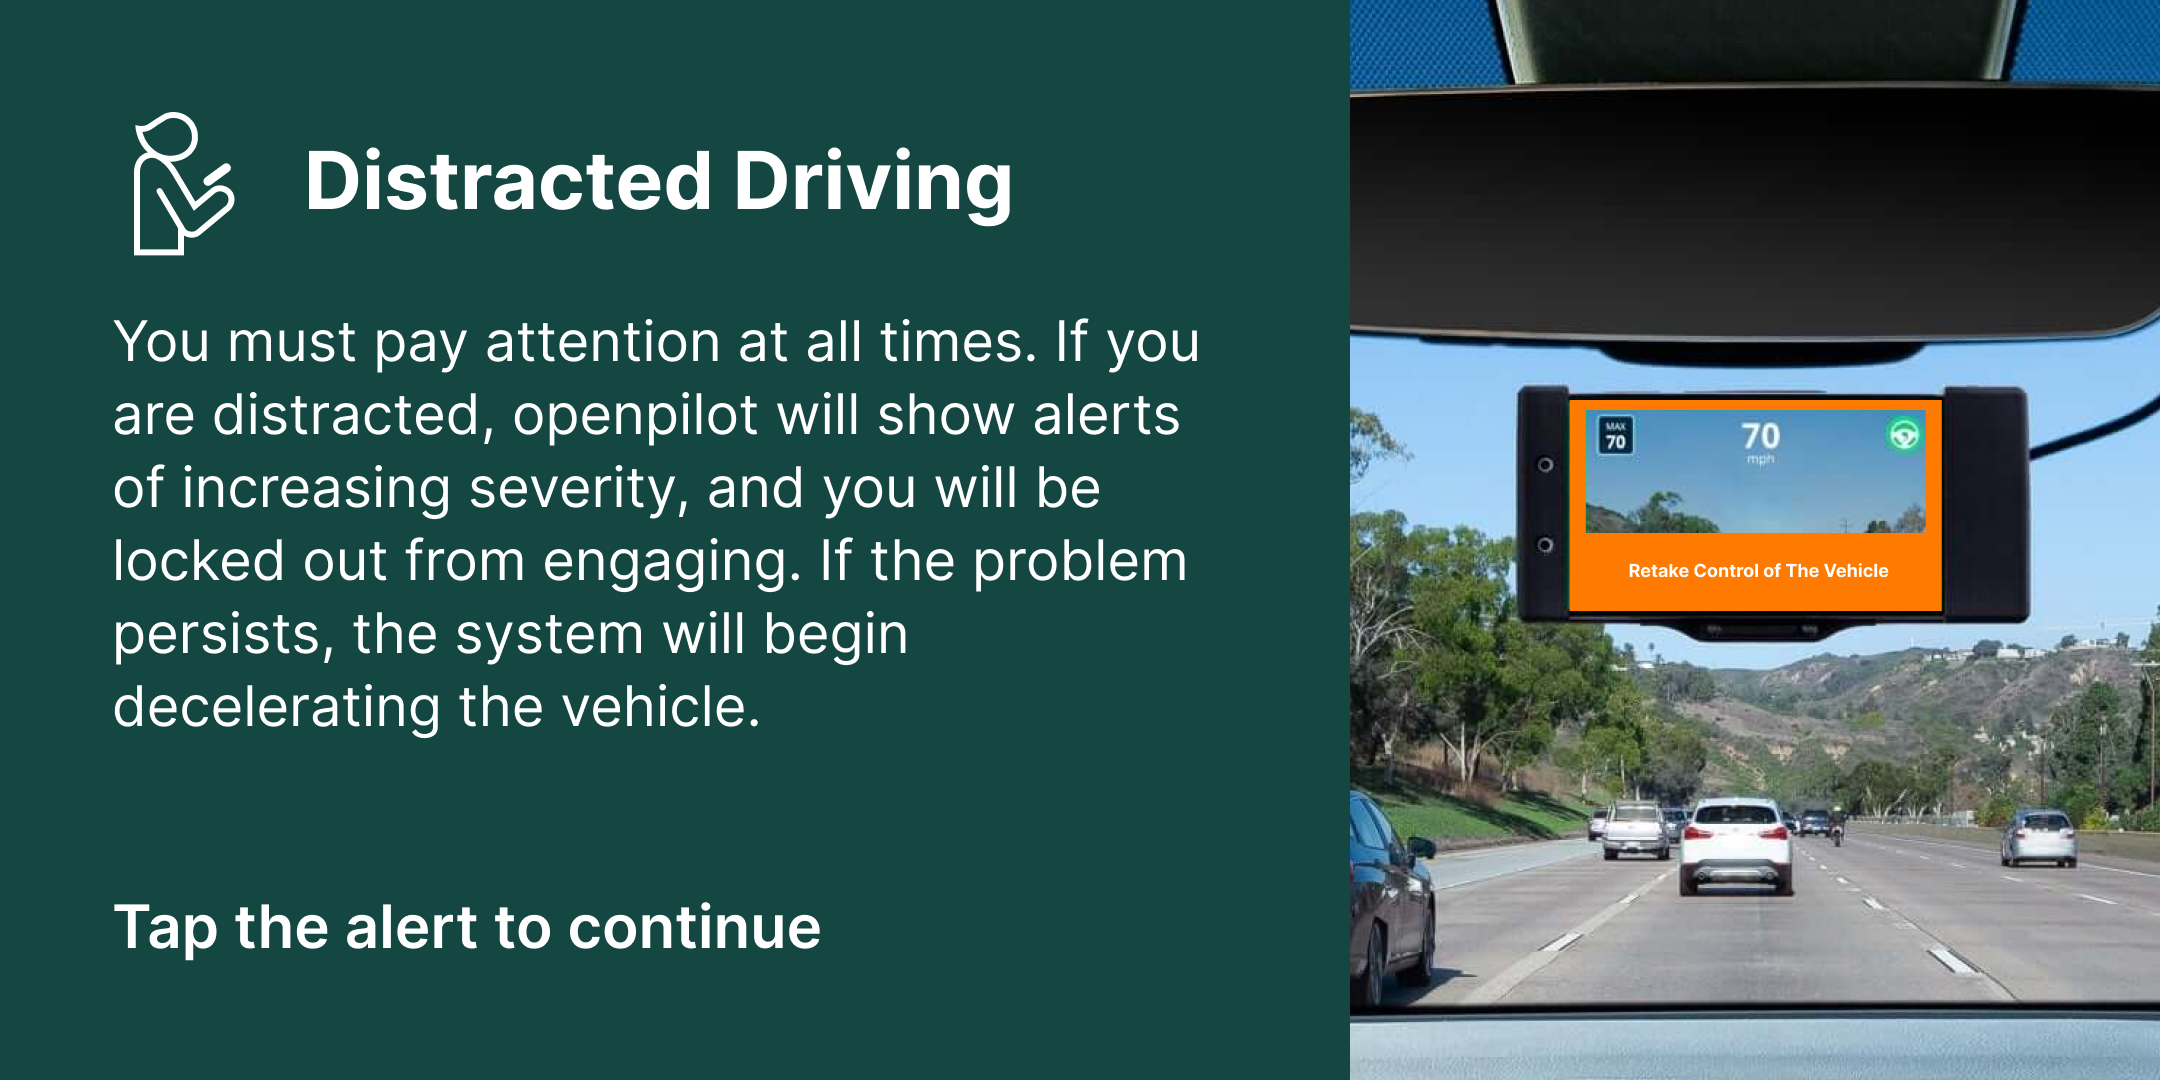 Distracted Driving
You must pay attention at all times. If you
are distracted, openpilot will show alerts
of increasing severity, and you will be
locked out from engaging. If the problem
persists, the system will begin
decelerating the vehicle.
Tap the alert to continue
MAX
70
70
mph
Retake Control of The Vehicle